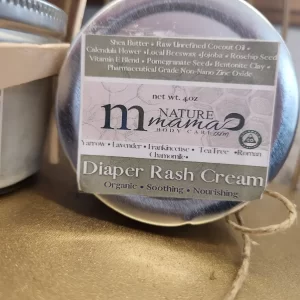 Shea Butter • Raw Unrefined Coconut Oil •
Calendula Flower • Local Beeswax • Jojoba • Rosehip Seed
Vitamin E Blend • Pomegranate Seed • Bentonite Clay •
Pharmaceutical Grade Non-Nano Zinc Oxide
net wt. 4oz
m NATURE
mama
BODY CARE.com
Yarrow • Lavender • Frankincense • Tea Tree • Roman
Chamomile •
Diaper Rash Cream
Organic • Soothing • Nourishing